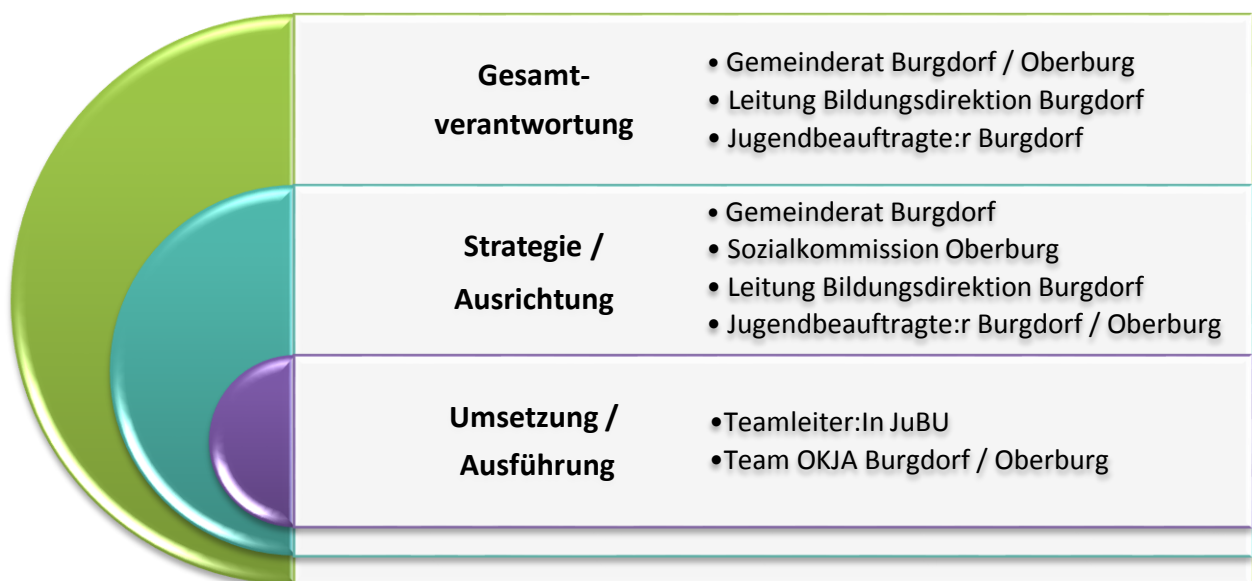 Gesamt-
verantwortung
• Gemeinderat Burgdorf / Oberburg
• Leitung Bildungsdirektion Burgdorf
• Jugendbeauftragte:r Burgdorf
Strategie /
Ausrichtung
• Gemeinderat Burgdorf
• Sozialkommission Oberburg
• Leitung Bildungsdirektion Burgdorf
• Jugendbeauftragte:r Burgdorf / Oberburg
Umsetzung /
Ausführung
•Teamleiter:In JuBU
•Team OKJA Burgdorf / Oberburg